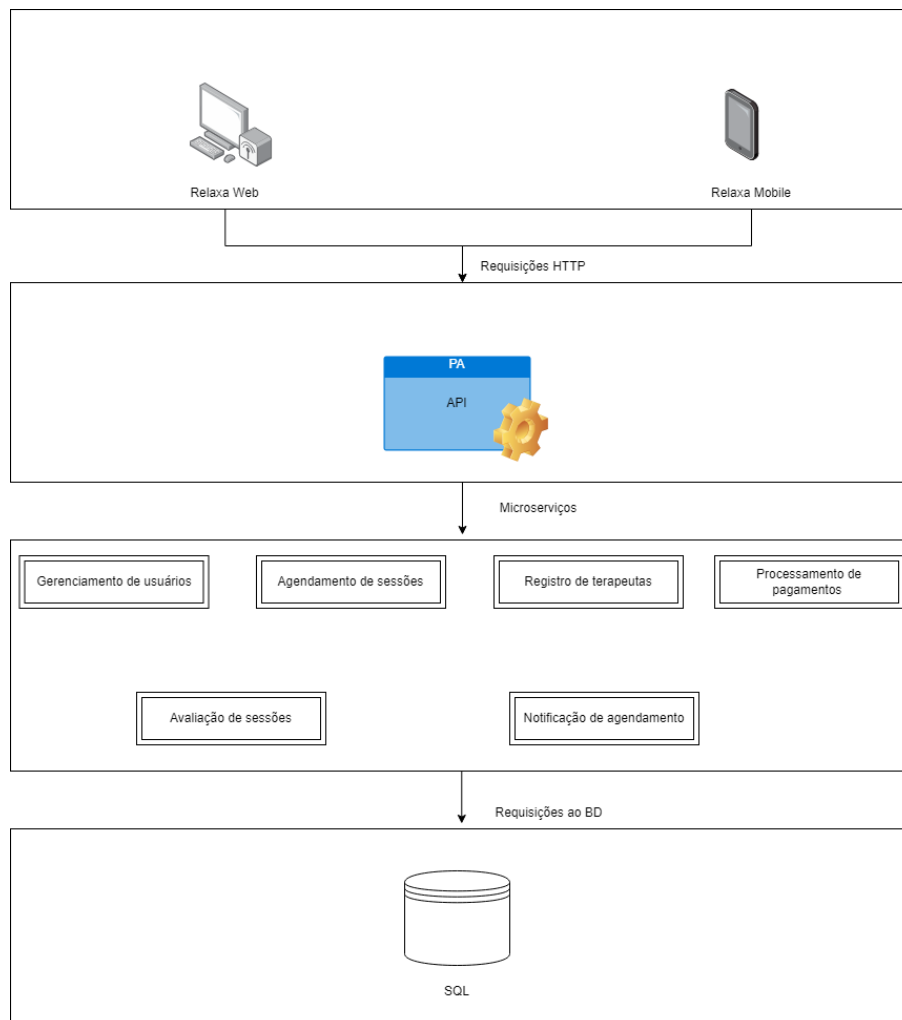 Relaxa Web
Relaxa Mobile
Requisições HTTP
PA
API
Microserviços
Gerenciamento de usuários
Agendamento de sessões
Registro de terapeutas
Processamento de
pagamentos
Avaliação de sessões
Notificação de agendamento
Requisições ao BD
SQL